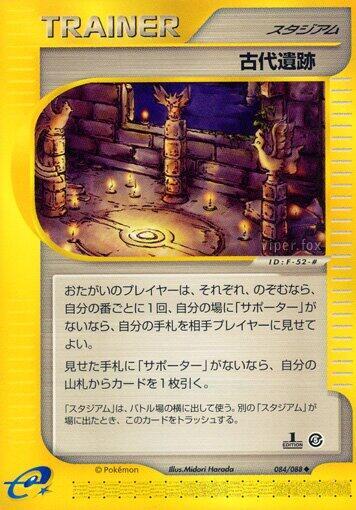 TRAINER
スタジアム
古代遺跡
viper.fox
ID:F-52-#
おたがいのプレイヤーは、それぞれ、のぞむなら、
自分の番ごとに1回、自分の場に「サポーター」が
ないなら、自分の手札を相手プレイヤーに見せて
よい。
見せた手札に「サポーター」がないなら、自分の
山札からカードを1枚引く。
「スタジアム」は、バトル場の横に出して使う。別の「スタジアム」が
場に出たとき、このカードをトラッシュする。
1
EDITION
e
© Pokémon
Illus.Midori Harada
084/088